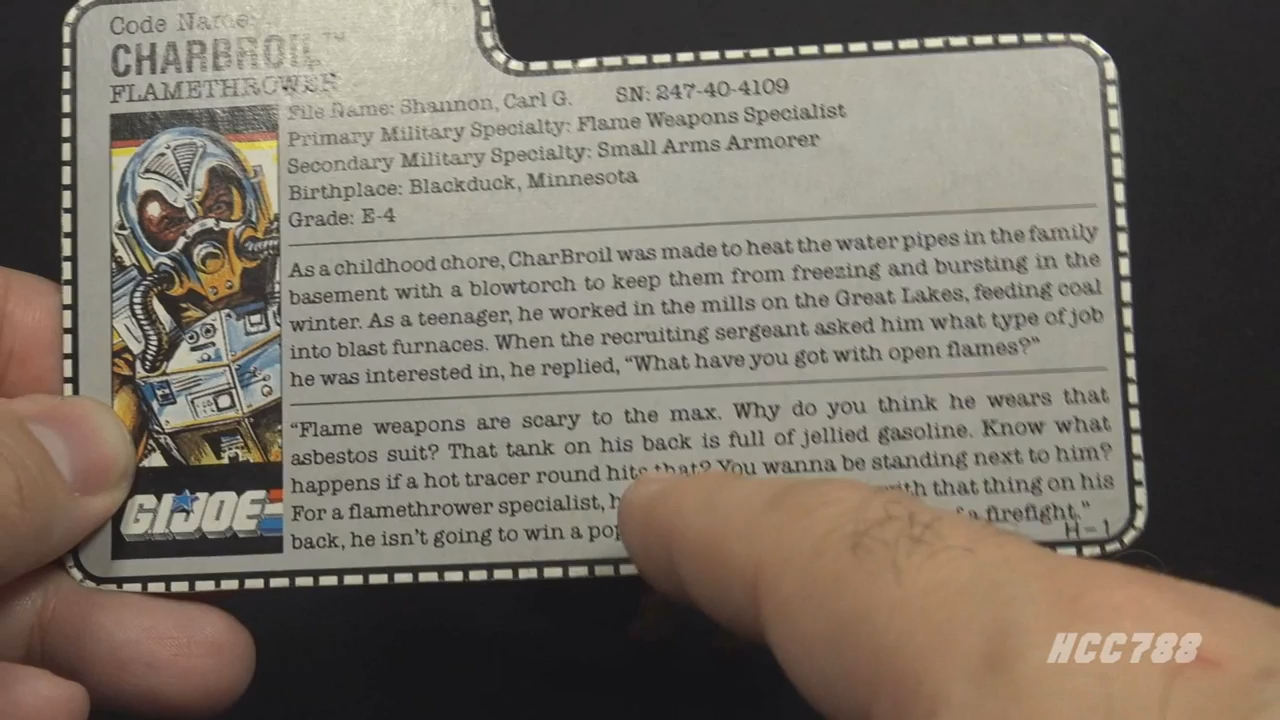 Code Name:
CHARBROIL™
FLAMETHROWER
File Name: Shannon, Carl G. SN: 247-40-4109
Primary Military Specialty: Flame Weapons Specialist
Secondary Military Specialty: Small Arms Armorer
Birthplace: Blackduck, Minnesota
Grade: E-4
As a childhood chore, CharBroil was made to heat the water pipes in the family
basement with a blowtorch to keep them from freezing and bursting in the
winter. As a teenager, he worked in the mills on the Great Lakes, feeding coal
into blast furnaces. When the recruiting sergeant asked him what type of job
he was interested in, he replied, “What have you got with open flames?”
“Flame weapons are scary to the max. Why do you think he wears that
asbestos suit? That tank on his back is full of jellied gasoline. Know what
happens if a hot tracer round hits that? You wanna be standing next to him?
For a flamethrower specialist, with that thing on his
back, he isn't going to win a firefight.”
H-1
GI JOE
HCC788